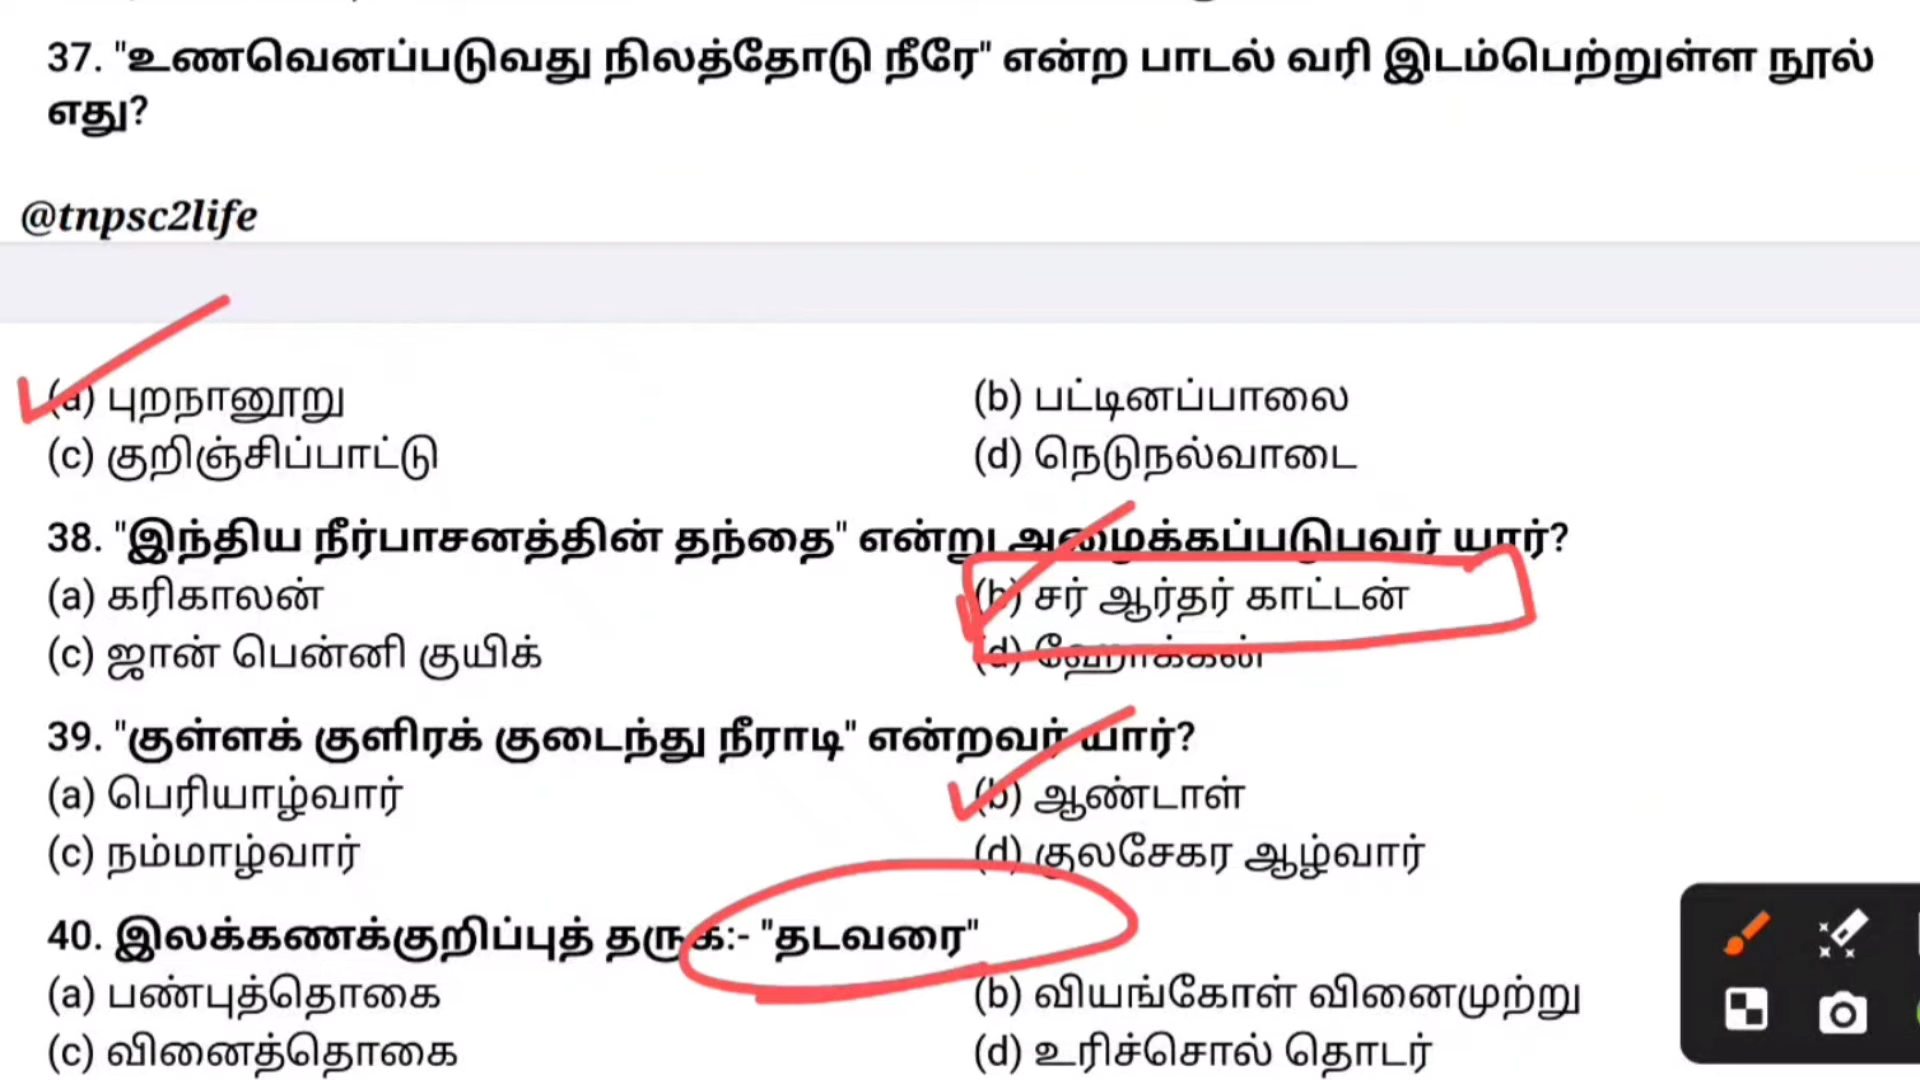 37. "உணவெனப்படுவது நிலத்தோடு நீரே" என்ற பாடல் வரி இடம்பெற்றுள்ள நூல்
எது?
@tnpsc2life
(a) புறநானூறு
(b) பட்டினப்பாலை
(c) குறிஞ்சிப்பாட்டு
(d) நெடுநல்வாடை
38. "இந்திய நீர்பாசனத்தின் தந்தை" என்று அழைக்கப்படுபவர் யார்?
(a) கரிகாலன்
(b) சர் ஆர்தர் காட்டன்
(c) ஜான் பென்னி குயிக்
(d) ஹோக்கன்
39. "குள்ளக் குளிரக் குடைந்து நீராடி" என்றவர் யார்?
(a) பெரியாழ்வார்
(b) ஆண்டாள்
(c) நம்மாழ்வார்
(d) குலசேகர ஆழ்வார்
40. இலக்கணக்குறிப்புத் தருக:- "தடவரை"
(a) பண்புத்தொகை
(b) வியங்கோள் வினைமுற்று
(c) வினைத்தொகை
(d) உரிச்சொல் தொடர்